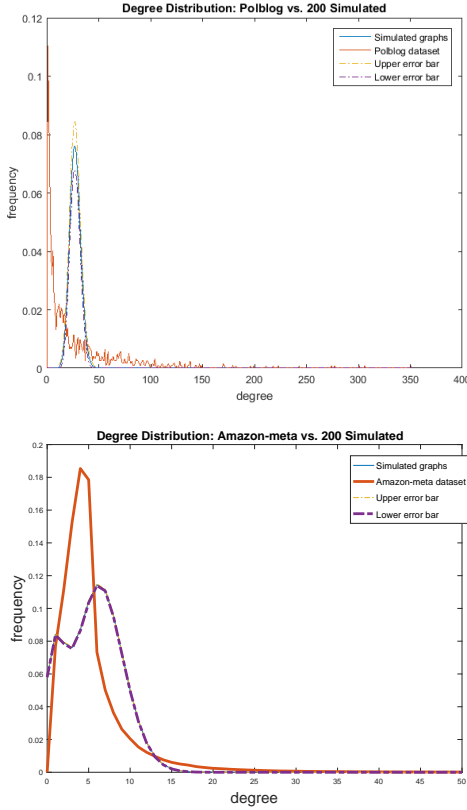 Degree Distribution: Polblog vs. 200 Simulated
0.12
Simulated graphs
Polblog dataset
Upper error bar
Lower error bar
0.1
0.08
frequency
0.06
0.04
0.02
0
0 50 100 150 200 250 300 350 400
degree
Degree Distribution: Amazon-meta vs. 200 Simulated
0.2
Simulated graphs
Amazon-meta dataset
Upper error bar
Lower error bar
0.18
0.16
0.14
0.12
frequency
0.1
0.08
0.06
0.04
0.02
0
0 5 10 15 20 25 30 35 40 45 50
degree